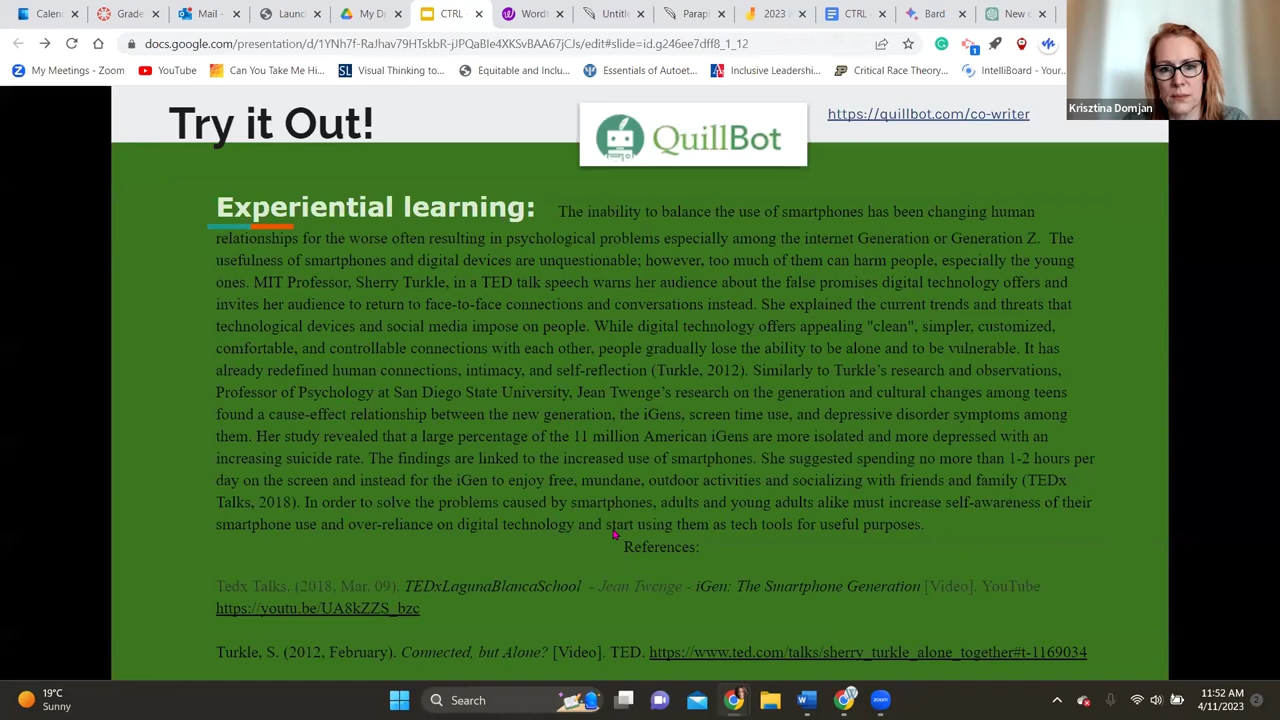 Calenc
Grade
Mail -
Launc
My D
CTRL -
Wordt
Untitle
Parapl
2023 A
CTRL -
Bard
New c
docs.google.com/presentation/d/1YNh7f-RaJhav79HTskbR-jJPQaBIe4XKSvBAA67jCJs/edit#slide=id.g246ee7dff8_1_12
My Meetings - Zoom
YouTube
Can You Take Me Hi...
Visual Thinking to...
Equitable and Inclu...
Essentials of Autoet...
Inclusive Leadershi...
Critical Race Theory...
IntelliBoard - Your...
Krisztina Domjan
Try it Out!
QuillBot
https://quillbot.com/co-writer
Experiential learning: The inability to balance the use of smartphones has been changing human
relationships for the worse often resulting in psychological problems especially among the internet Generation or Generation Z. The
usefulness of smartphones and digital devices are unquestionable; however, too much of them can harm people, especially the young
ones. MIT Professor, Sherry Turkle, in a TED talk speech warns her audience about the false promises digital technology offers and
invites her audience to return to face-to-face connections and conversations instead. She explained the current trends and threats that
technological devices and social media impose on people. While digital technology offers appealing "clean", simpler, customized,
comfortable, and controllable connections with each other, people gradually lose the ability to be alone and to be vulnerable. It has
already redefined human connections, intimacy, and self-reflection (Turkle, 2012). Similarly to Turkle's research and observations,
Professor of Psychology at San Diego State University, Jean Twenge's research on the generation and cultural changes among teens
found a cause-effect relationship between the new generation, the iGens, screen time use, and depressive disorder symptoms among
them. Her study revealed that a large percentage of the 11 million American iGens are more isolated and more depressed with an
increasing suicide rate. The findings are linked to the increased use of smartphones. She suggested spending no more than 1-2 hours per
day on the screen and instead for the iGen to enjoy free, mundane, outdoor activities and socializing with friends and family (TEDx
Talks, 2018). In order to solve the problems caused by smartphones, adults and young adults alike must increase self-awareness of their
smartphone use and over-reliance on digital technology and start using them as tech tools for useful purposes.
References:
Tedx Talks. (2018, Mar. 09). TEDxLagunaBlancaSchool - Jean Twenge - iGen: The Smartphone Generation [Video]. YouTube
https://youtu.be/UA8kZZS_bzc
Turkle, S. (2012, February). Connected, but Alone? [Video]. TED. https://www.ted.com/talks/sherry_turkle_alone_together#t-1169034
19°C
Sunny
Search
11:52 AM
4/11/2023